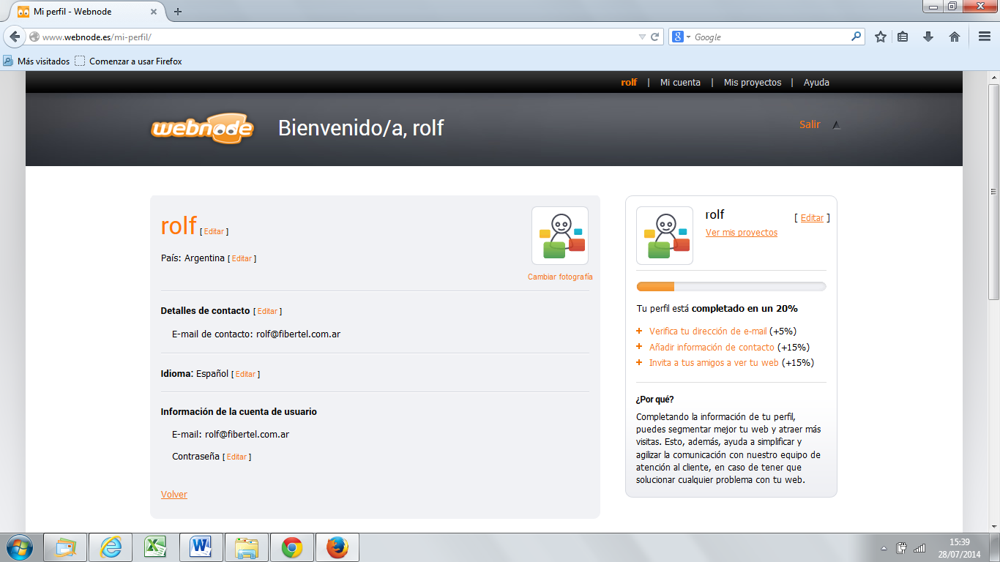 Mi perfil - Webnode
www.webnode.es/mi-perfil/
Google
Más visitados Comenzar a usar Firefox
rolf | Mi cuenta | Mis proyectos | Ayuda
webnode Bienvenido/a, rolf Salir
rolf [ Editar ]
País: Argentina [ Editar ]
Cambiar fotografía
Detalles de contacto [ Editar ]
E-mail de contacto: rolf@fibertel.com.ar
Idioma: Español [ Editar ]
Información de la cuenta de usuario
E-mail: rolf@fibertel.com.ar
Contraseña [ Editar ]
Volver
rolf [ Editar ]
Ver mis proyectos
Tu perfil está completado en un 20%
+ Verifica tu dirección de e-mail (+5%)
+ Añadir información de contacto (+15%)
+ Invita a tus amigos a ver tu web (+15%)
¿Por qué?
Completando la información de tu perfil,
puedes segmentar mejor tu web y atraer más
visitas. Esto, además, ayuda a simplificar y
agilizar la comunicación con nuestro equipo de
atención al cliente, en caso de tener que
solucionar cualquier problema con tu web.
15:39
28/07/2014